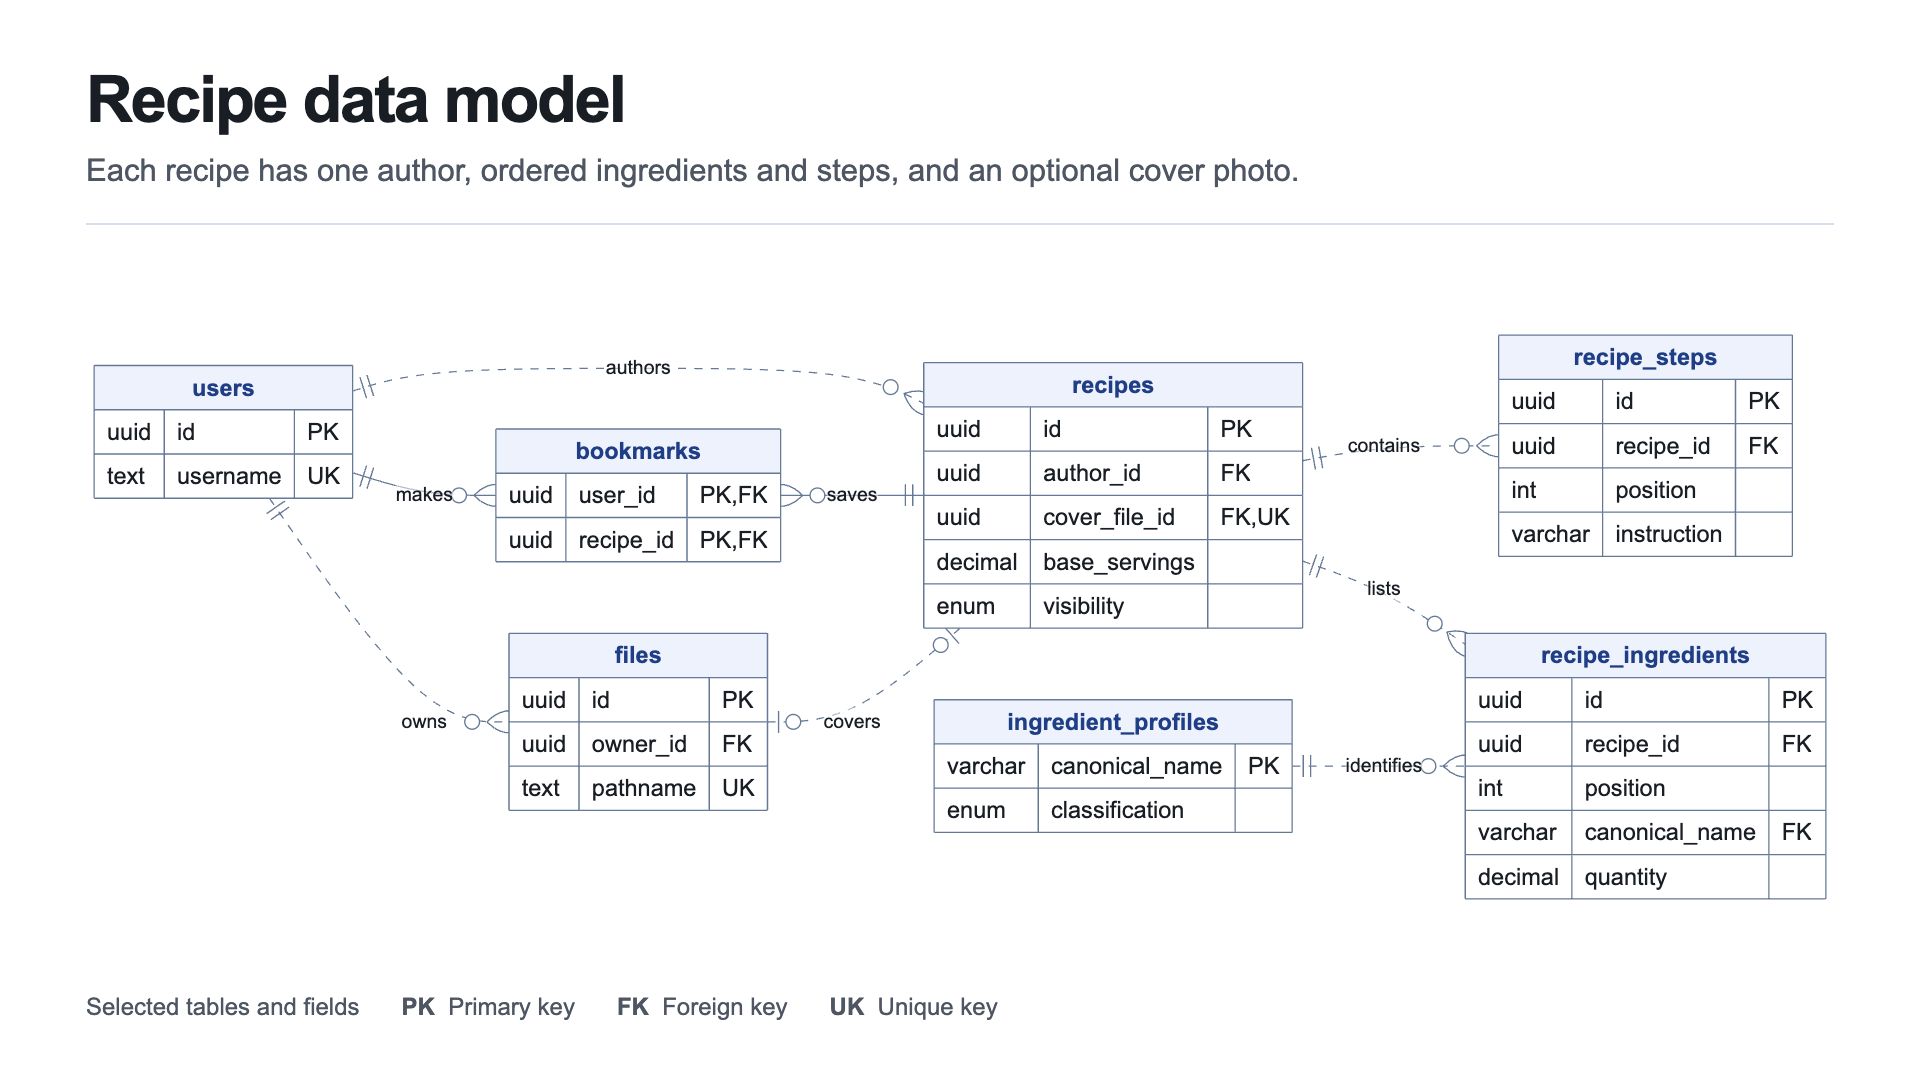 Recipe data model
Each recipe has one author, ordered ingredients and steps, and an optional cover photo.
users
uuid id PK
text username UK
authors
makes
owns
bookmarks
uuid user_id PK,FK
uuid recipe_id PK,FK
saves
files
uuid id PK
uuid owner_id FK
text pathname UK
covers
recipes
uuid id PK
uuid author_id FK
uuid cover_file_id FK,UK
decimal base_servings
enum visibility
contains
lists
ingredient_profiles
varchar canonical_name PK
enum classification
identifies
recipe_steps
uuid id PK
uuid recipe_id FK
int position
varchar instruction
recipe_ingredients
uuid id PK
uuid recipe_id FK
int position
varchar canonical_name FK
decimal quantity
Selected tables and fields PK Primary key FK Foreign key UK Unique key